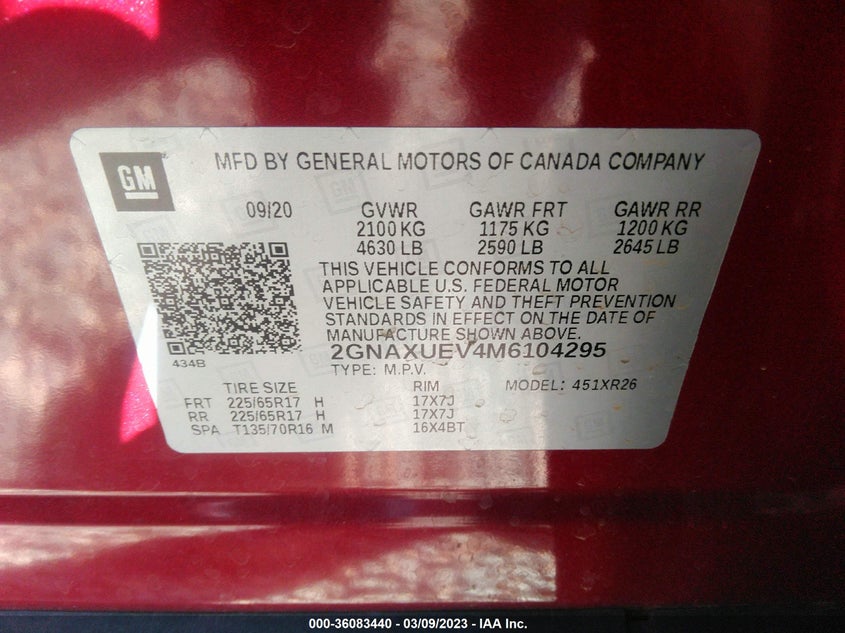 GM
MFD BY GENERAL MOTORS OF CANADA COMPANY
09/20 GVWR GAWR FRT GAWR RR
2100 KG 1175 KG 1200 KG
4630 LB 2590 LB 2645 LB
THIS VEHICLE CONFORMS TO ALL
APPLICABLE U.S. FEDERAL MOTOR
VEHICLE SAFETY AND THEFT PREVENTION
STANDARDS IN EFFECT ON THE DATE OF
MANUFACTURE SHOWN ABOVE.
434B
2GNAXUEV4M6104295
TYPE: M.P.V. MODEL: 451XR26
TIRE SIZE RIM
FRT 225/65R17 H 17X7J
RR 225/65R17 H 17X7J
SPA T135/70R16 M 16X4BT
000-36083440 - 03/09/2023 - IAA Inc.